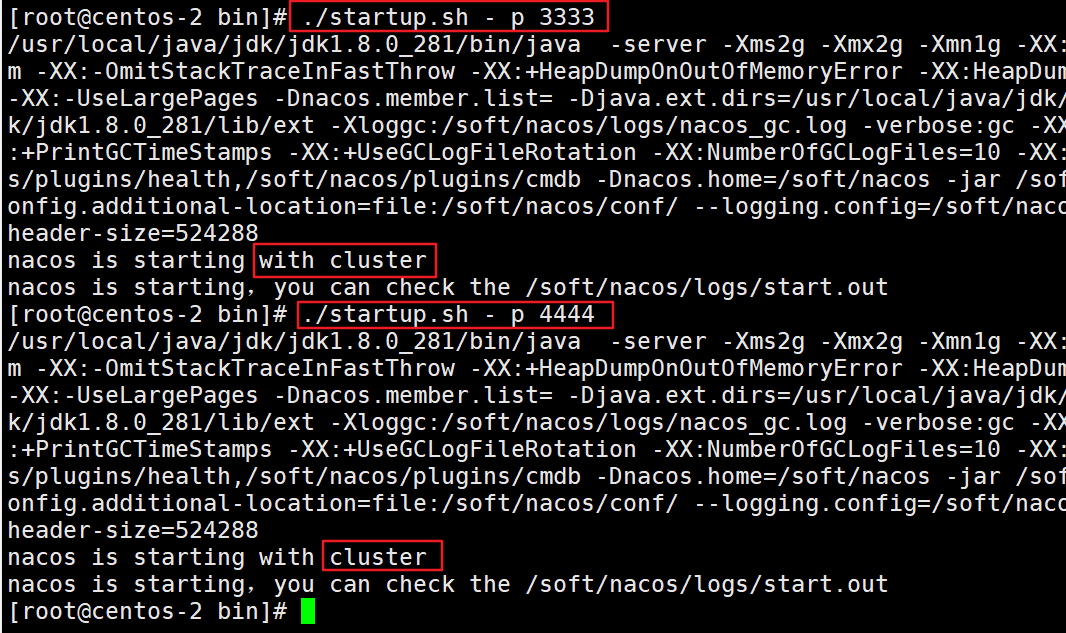 [root@centos-2 bin]# ./startup.sh - p 3333
/usr/local/java/jdk/jdk1.8.0_281/bin/java  -server -Xms2g -Xmx2g -Xmn1g -XX:
m -XX:-OmitStackTraceInFastThrow -XX:+HeapDumpOnOutOfMemoryError -XX:HeapDum
-XX:-UseLargePages -Dnacos.member.list= -Djava.ext.dirs=/usr/local/java/jdk/
k/jdk1.8.0_281/lib/ext -Xloggc:/soft/nacos/logs/nacos_gc.log -verbose:gc -XX
:+PrintGCTimeStamps -XX:+UseGCLogFileRotation -XX:NumberOfGCLogFiles=10 -XX:
s/plugins/health,/soft/nacos/plugins/cmdb -Dnacos.home=/soft/nacos -jar /sof
onfig.additional-location=file:/soft/nacos/conf/ --logging.config=/soft/naco
header-size=524288
nacos is starting with cluster
nacos is starting，you can check the /soft/nacos/logs/start.out
[root@centos-2 bin]# ./startup.sh - p 4444
/usr/local/java/jdk/jdk1.8.0_281/bin/java  -server -Xms2g -Xmx2g -Xmn1g -XX:
m -XX:-OmitStackTraceInFastThrow -XX:+HeapDumpOnOutOfMemoryError -XX:HeapDum
-XX:-UseLargePages -Dnacos.member.list= -Djava.ext.dirs=/usr/local/java/jdk/
k/jdk1.8.0_281/lib/ext -Xloggc:/soft/nacos/logs/nacos_gc.log -verbose:gc -XX
:+PrintGCTimeStamps -XX:+UseGCLogFileRotation -XX:NumberOfGCLogFiles=10 -XX:
s/plugins/health,/soft/nacos/plugins/cmdb -Dnacos.home=/soft/nacos -jar /sof
onfig.additional-location=file:/soft/nacos/conf/ --logging.config=/soft/naco
header-size=524288
nacos is starting with cluster
nacos is starting，you can check the /soft/nacos/logs/start.out
[root@centos-2 bin]#